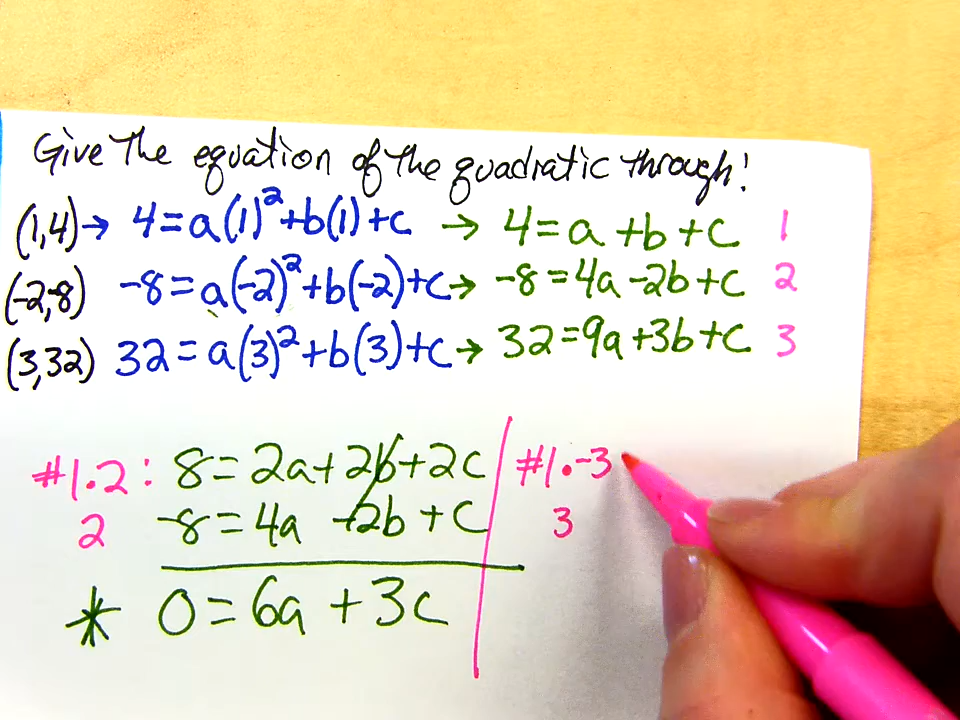 Give the equation of the quadratic through:
(1,4) → 4=a(1)²+b(1)+c → 4=a+b+c 1
(-2,-8) -8=a(-2)²+b(-2)+c → -8=4a-2b+c 2
(3,32) 32=a(3)²+b(3)+c → 32=9a+3b+c 3
#1·2: 8=2a+2b+2c #1·-3
2 -8=4a -2b+c 3
* 0=6a+3c